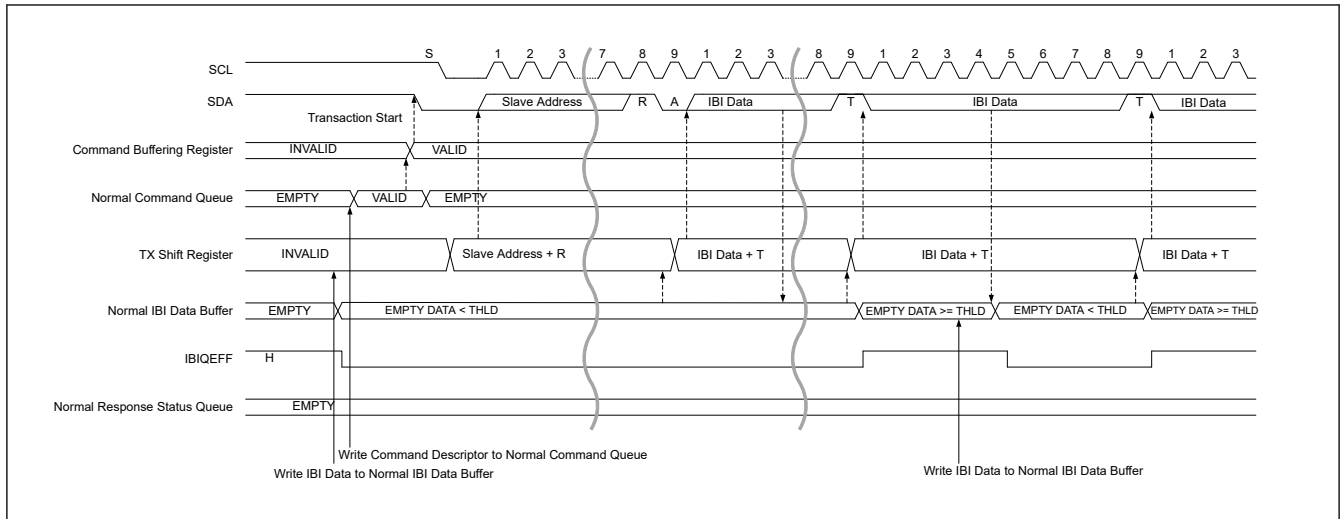 S 1 2 3 7 8 9 1 2 3 8 9 1 2 3 4 5 6 7 8 9 1 2 3
SCL
SDA Slave Address R A IBI Data T IBI Data T IBI Data
Transaction Start
Command Buffering Register INVALID VALID
Normal Command Queue EMPTY VALID EMPTY
TX Shift Register INVALID Slave Address + R IBI Data + T IBI Data + T IBI Data + T
Normal IBI Data Buffer EMPTY EMPTY DATA < THLD EMPTY DATA >= THLD EMPTY DATA < THLD EMPTY DATA >= THLD
IBIQEFF H
Normal Response Status Queue EMPTY
Write Command Descriptor to Normal Command Queue
Write IBI Data to Normal IBI Data Buffer Write IBI Data to Normal IBI Data Buffer